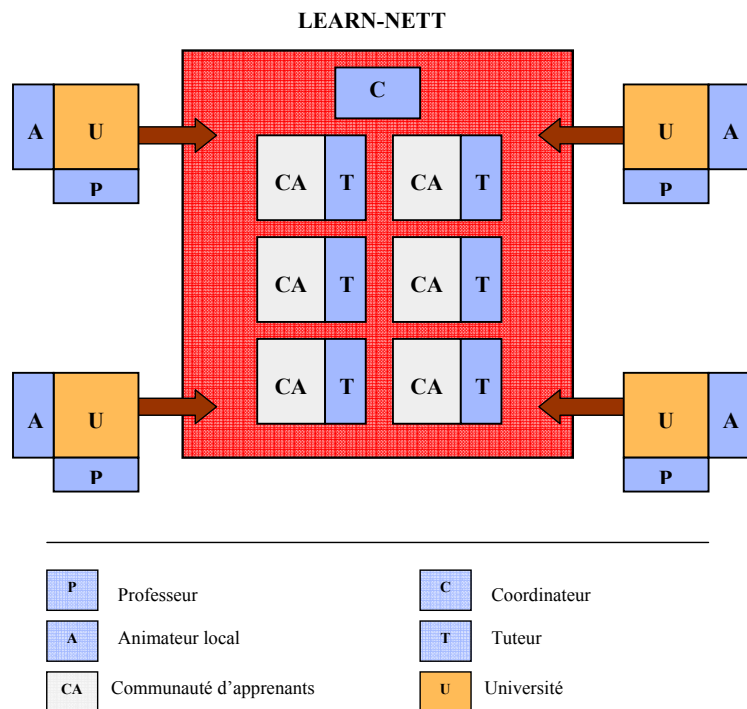 LEARN-NETT
C
A U U A
P P
CA T CA T
CA T CA T
CA T CA T
A U U A
P P
P Professeur C Coordinateur
A Animateur local T Tuteur
CA Communauté d'apprenants U Université